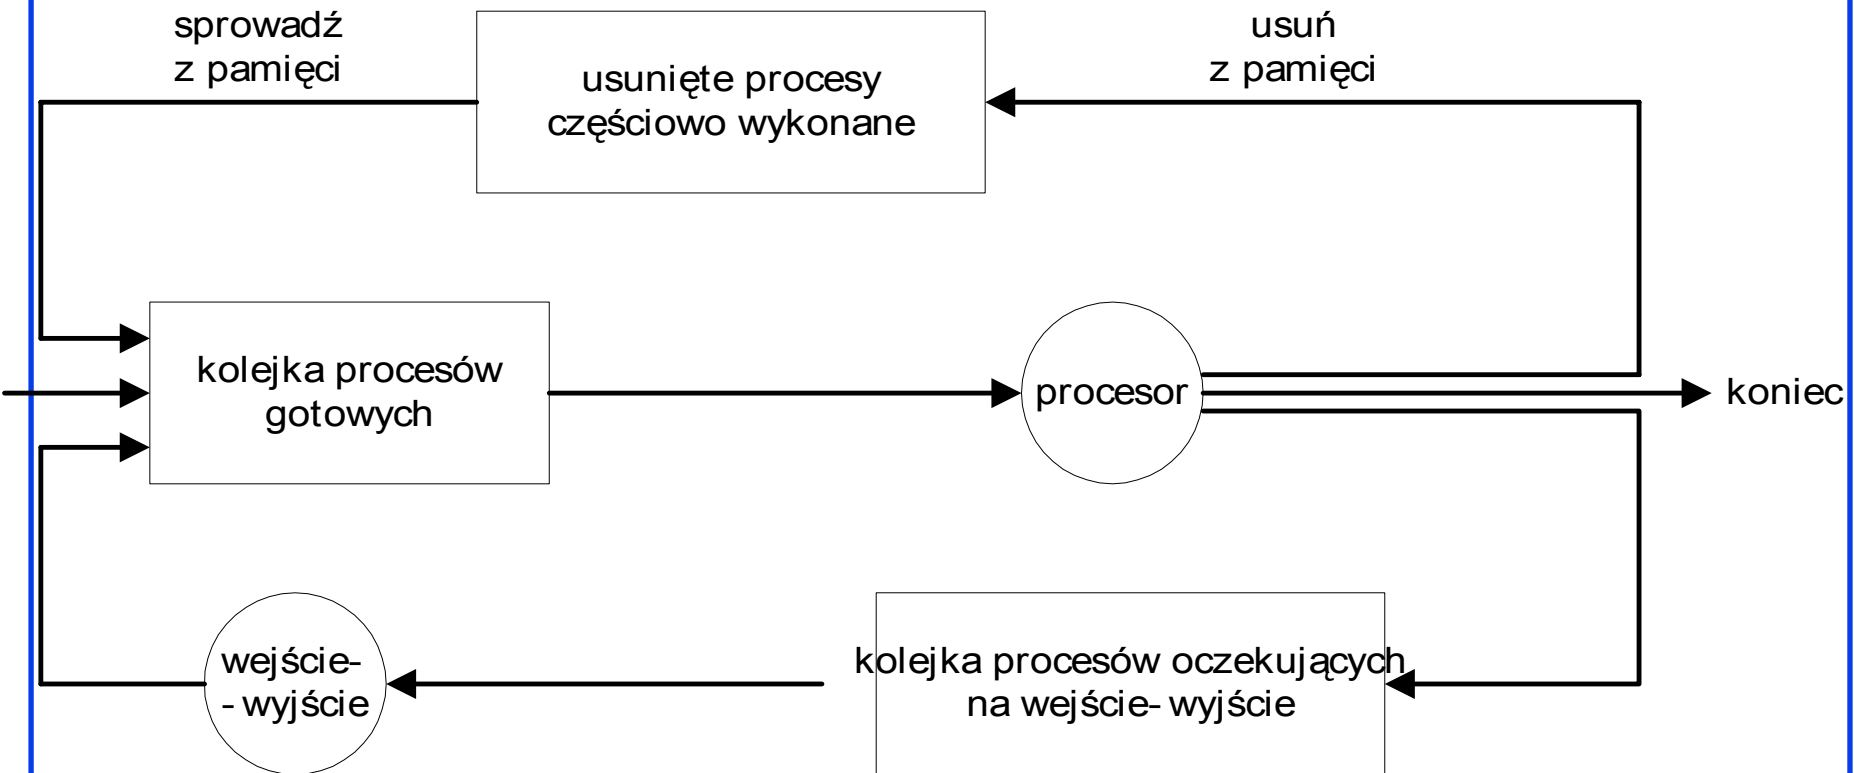 sprowadź
z pamięci
usunięte procesy
częściowo wykonane
usuń
z pamięci
kolejka procesów
gotowych
procesor
koniec
wejście-
- wyjście
kolejka procesów oczekujących
na wejście- wyjście